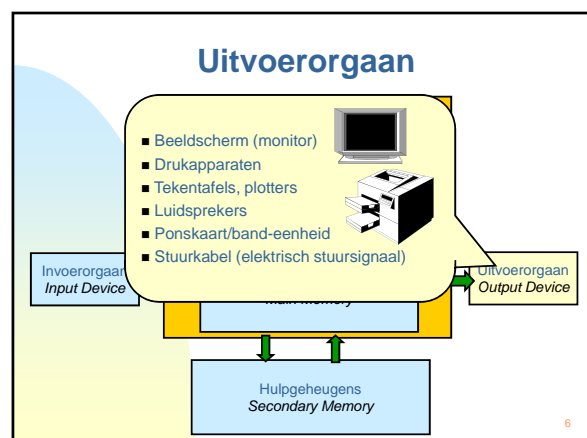 Uitvoerorgaan
■ Beeldscherm (monitor)
■ Drukapparaten
■ Tekentafels, plotters
■ Luidsprekers
■ Ponskaart/band-eenheid
■ Stuurkabel (elektrisch stuursignaal)
Invoerorgaan
Input Device
Uitvoerorgaan
Output Device
Main Memory
Hulpgeheugens
Secondary Memory
6